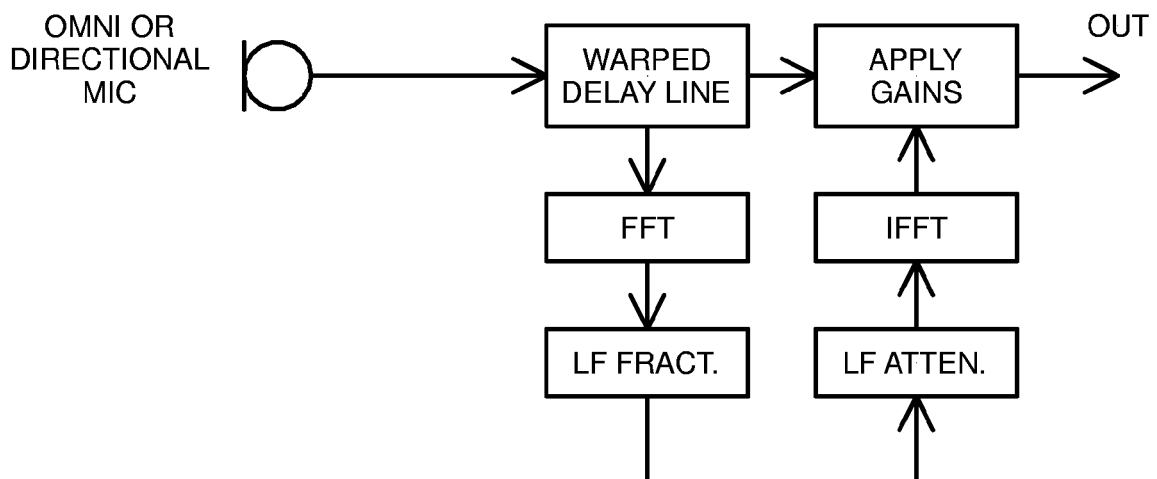 OMNI OR
DIRECTIONAL
MIC
WARPED
DELAY LINE
APPLY
GAINS
OUT
FFT
IFFT
LF FRACT.
LF ATTEN.